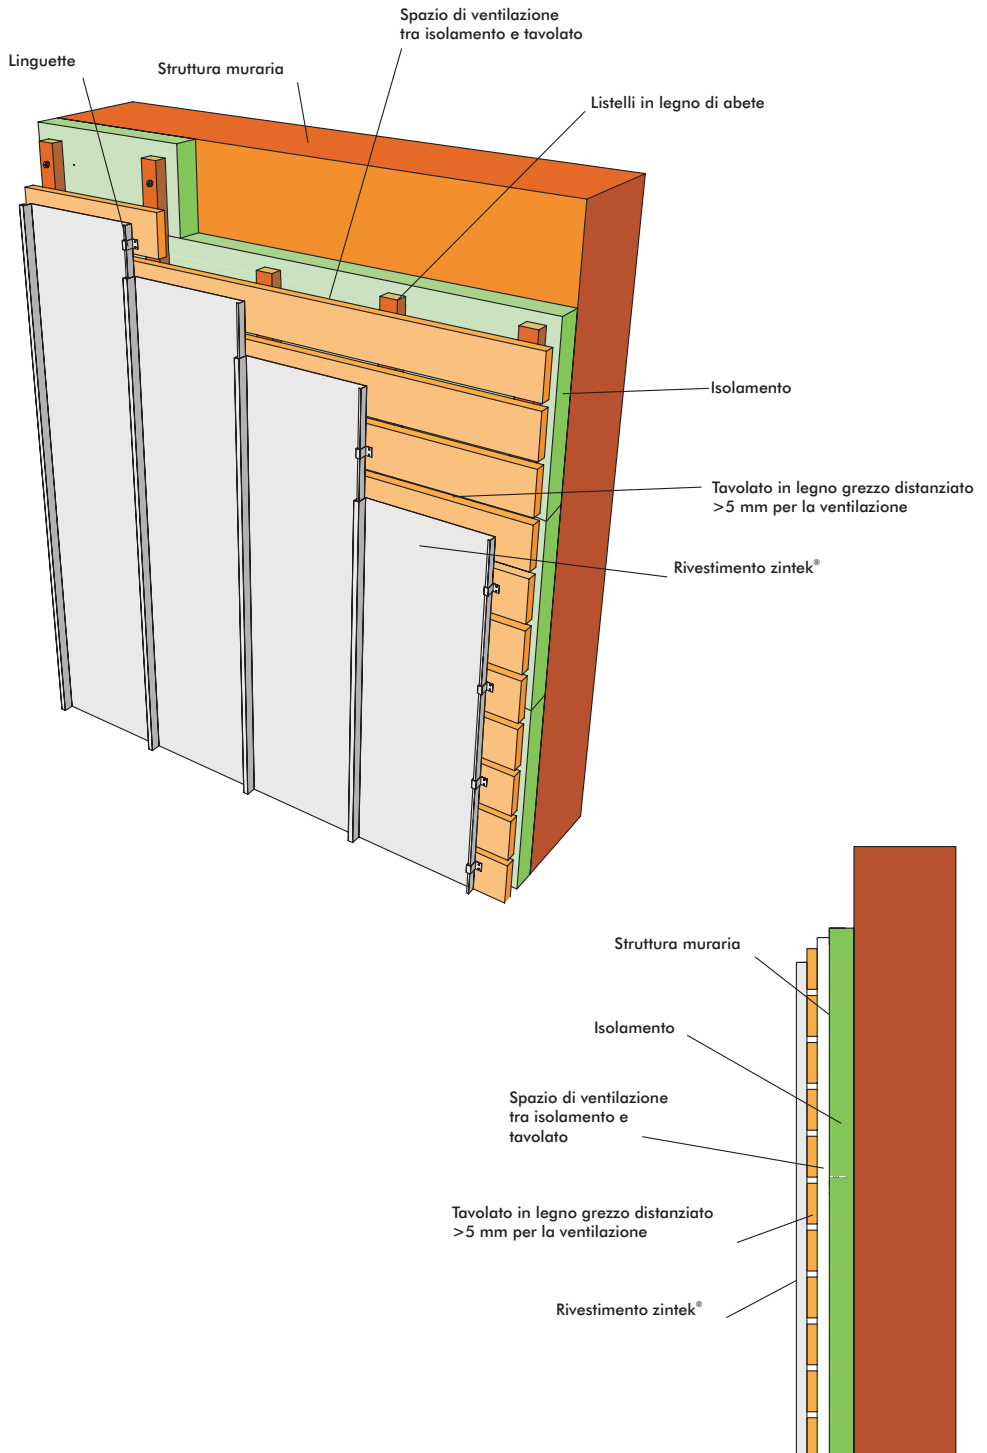 Spazio di ventilazione
tra isolamento e tavolato
Linguette
Struttura muraria
Listelli in legno di abete
Isolamento
Tavolato in legno grezzo distanziato
>5 mm per la ventilazione
Rivestimento zintek®
Struttura muraria
Isolamento
Spazio di ventilazione
tra isolamento e
tavolato
Tavolato in legno grezzo distanziato
>5 mm per la ventilazione
Rivestimento zintek®